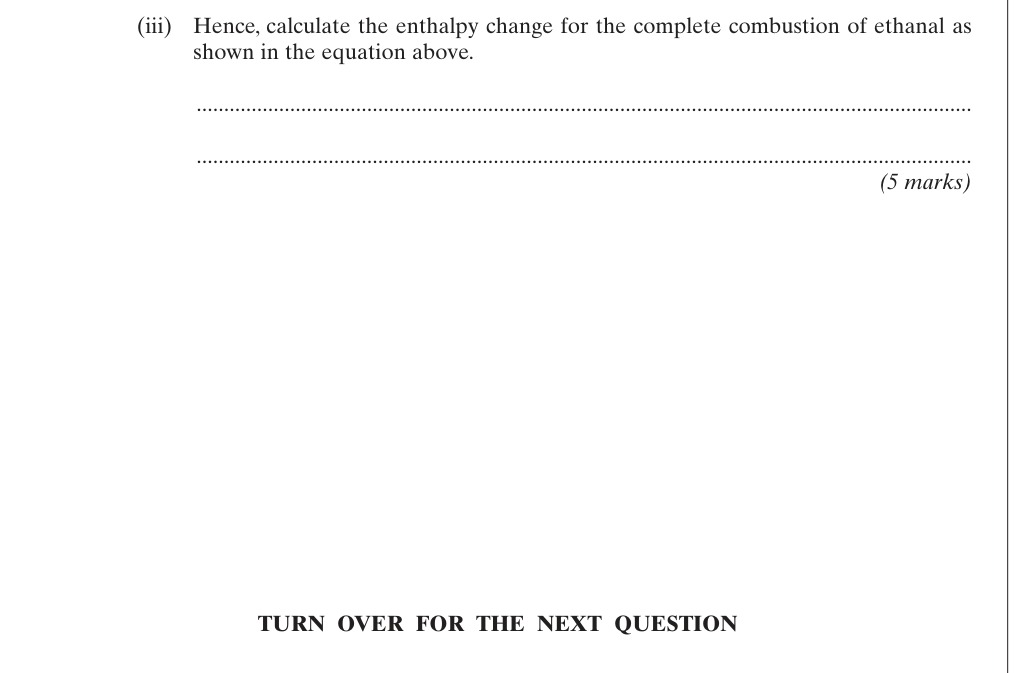 (iii) Hence, calculate the enthalpy change for the complete combustion of ethanal as
shown in the equation above.
..........................................................................................................................................
..........................................................................................................................................
(5 marks)
TURN OVER FOR THE NEXT QUESTION